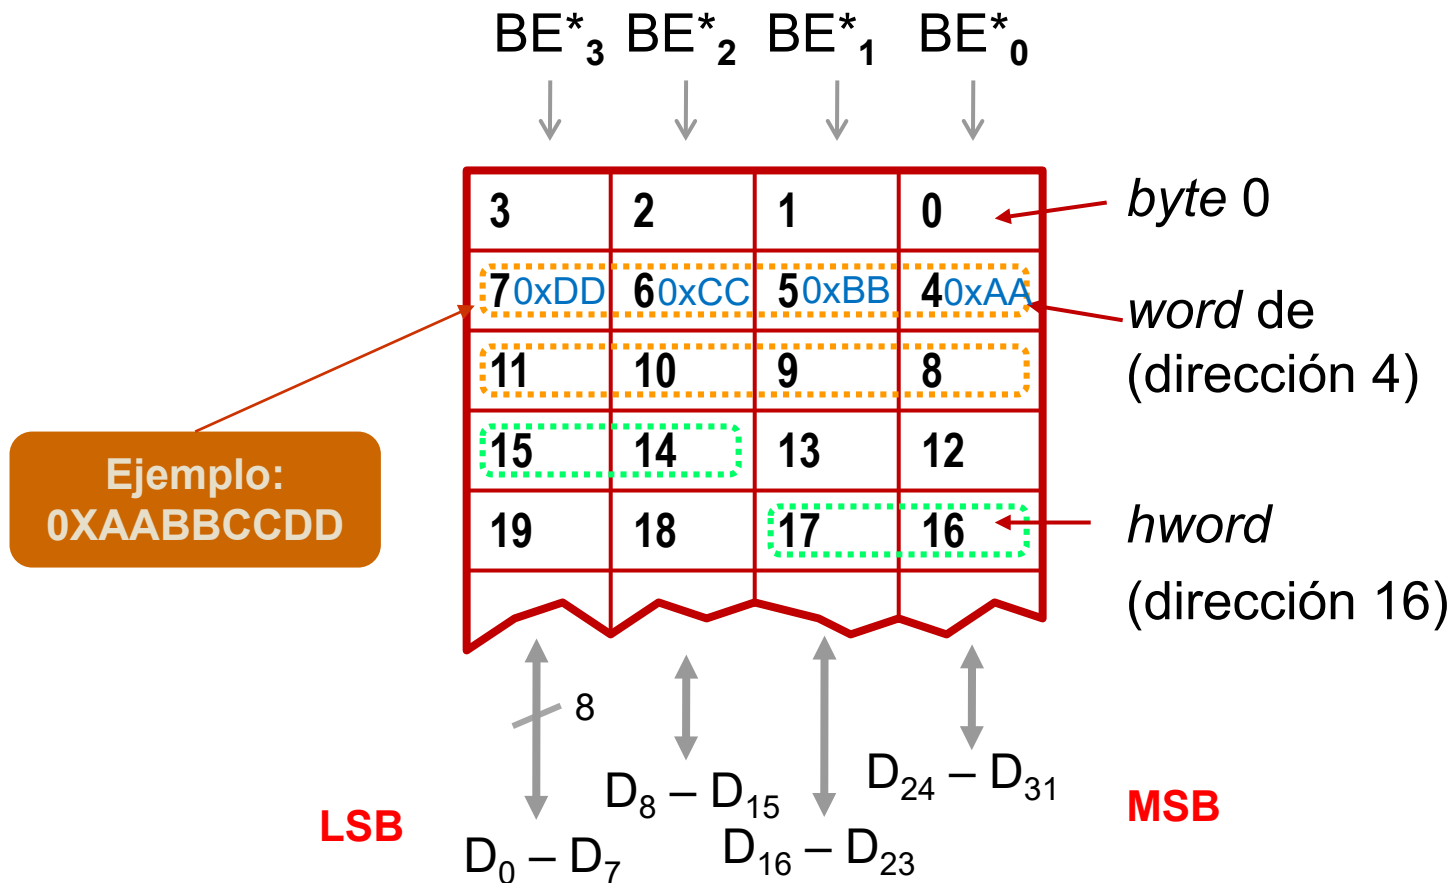 BE*3 BE*2 BE*1 BE*0
3 2 1 0
byte 0
7 0xDD 6 0xCC 5 0xBB 4 0xAA
word de
(dirección 4)
11 10 9 8
Ejemplo:
0XAABBCCDD
15 14 13 12
19 18 17 16
hword
(dirección 16)
8
D8 – D15
D24 – D31
LSB
MSB
D0 – D7
D16 – D23